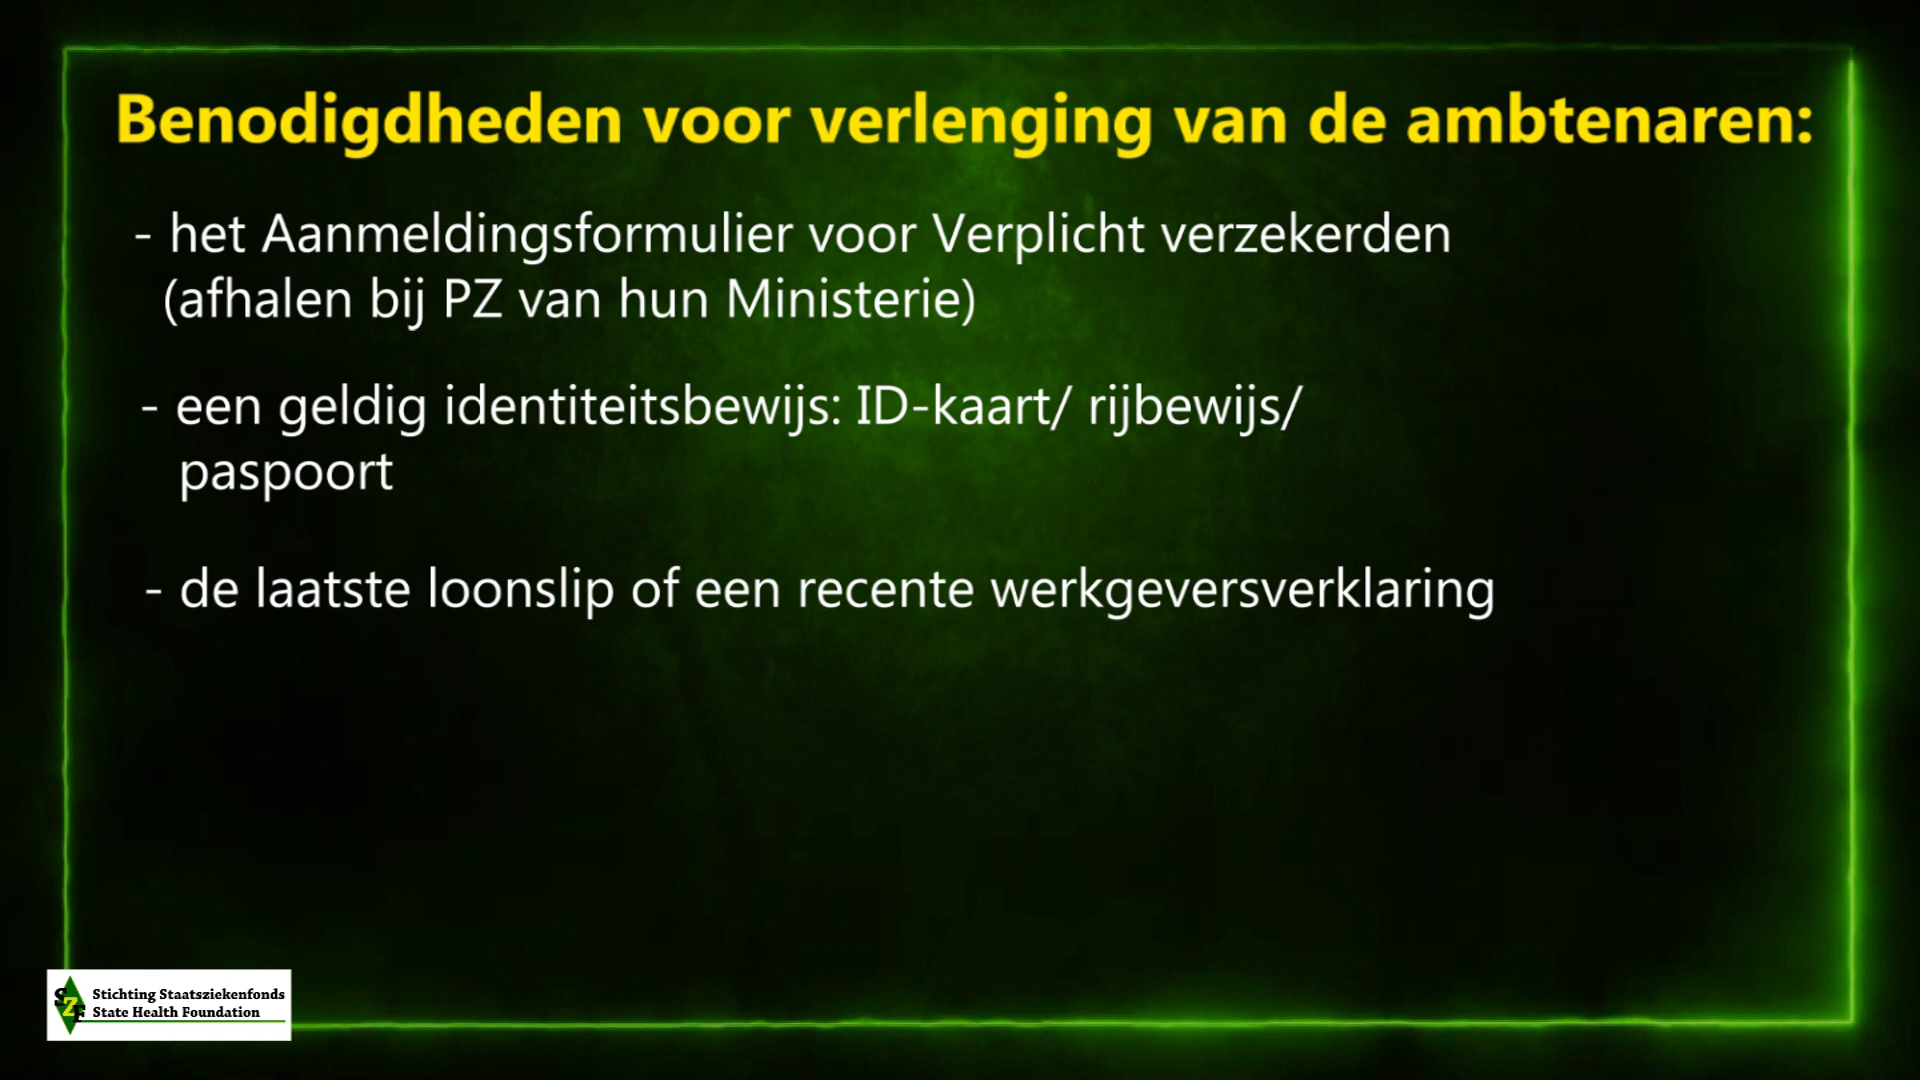 Benodigdheden voor verlenging van de ambtenaren:
- het Aanmeldingsformulier voor Verplicht verzekerden
(afhalen bij PZ van hun Ministerie)
- een geldig identiteitsbewijs: ID-kaart/ rijbewijs/
paspoort
- de laatste loonslip of een recente werkgeversverklaring
SZF
Stichting Staatsziekenfonds
State Health Foundation